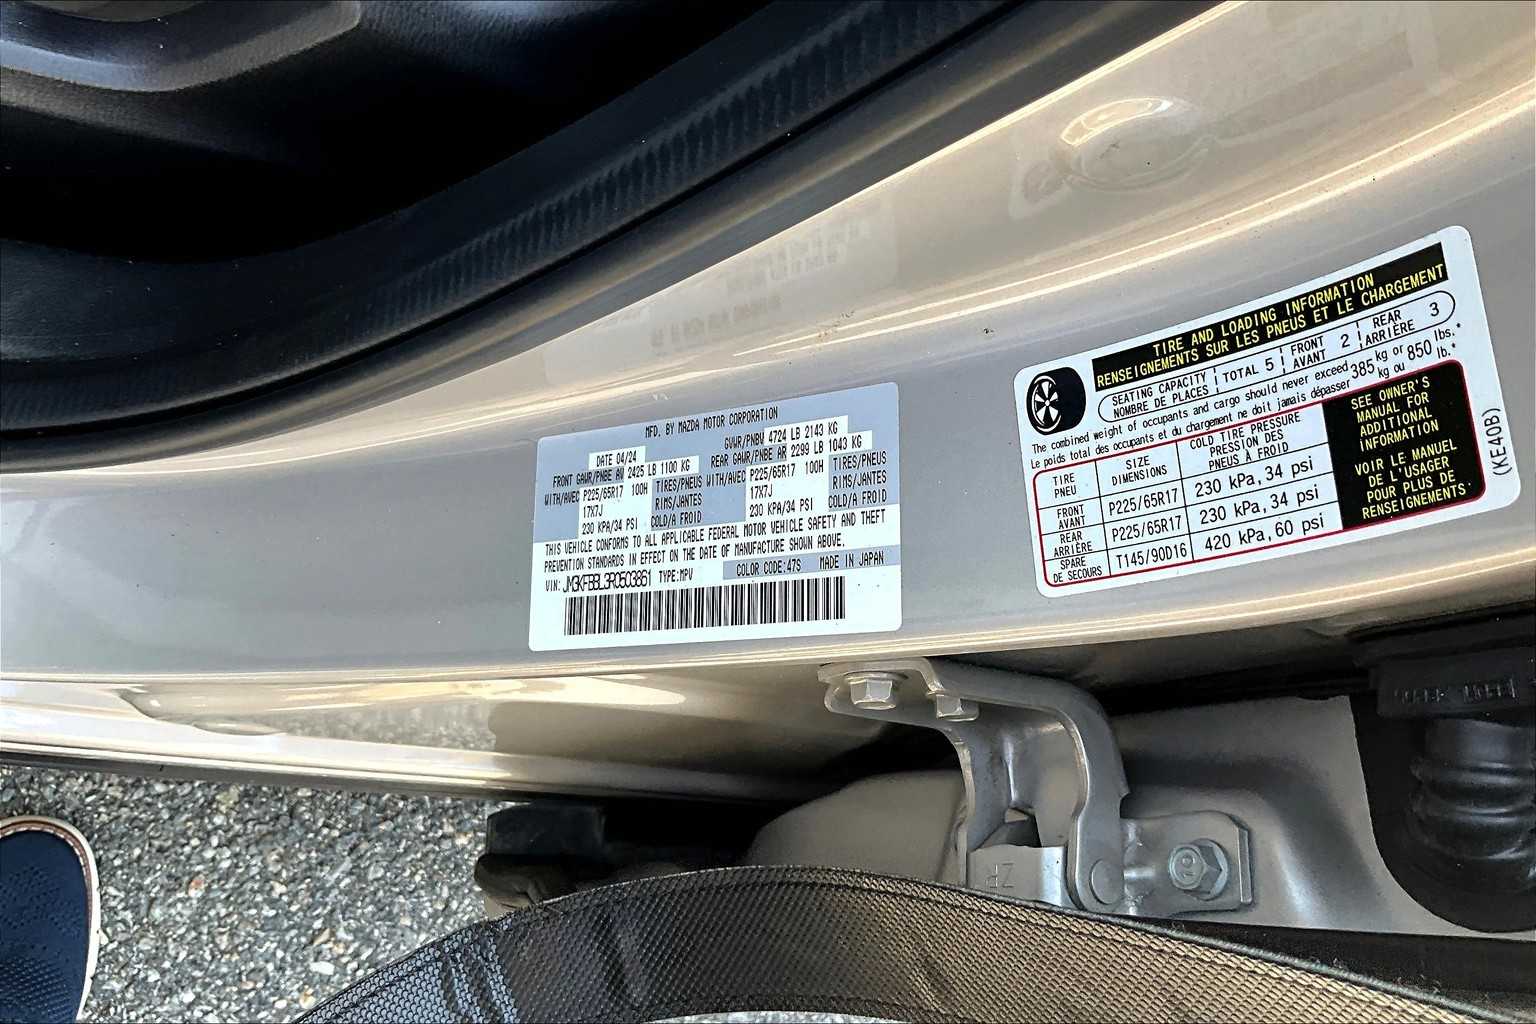 MFD. BY MAZDA MOTOR CORPORATION
DATE 04/24
GVWR/PNBV 4724 LB 2143 KG
FRONT GAWR/PNBE AV 2425 LB 1100 KG
REAR GAWR/PNBE AR 2299 LB 1043 KG
WITH/AVEC P225/65R17 100H TIRES/PNEUS
17X7J RIMS/JANTES
230 KPA/34 PSI COLD/A FROID
WITH/AVEC P225/65R17 100H TIRES/PNEUS
17X7J RIMS/JANTES
230 KPA/34 PSI COLD/A FROID
THIS VEHICLE CONFORMS TO ALL APPLICABLE FEDERAL MOTOR VEHICLE SAFETY AND THEFT
PREVENTION STANDARDS IN EFFECT ON THE DATE OF MANUFACTURE SHOWN ABOVE.
VIN: JM3KFBBL3R0503861 TYPE:MPV
COLOR CODE:47S MADE IN JAPAN
TIRE AND LOADING INFORMATION
RENSEIGNEMENTS SUR LES PNEUS ET LE CHARGEMENT
SEATING CAPACITY TOTAL 5 FRONT 2 REAR 3
NOMBRE DE PLACES AVANT ARRIÈRE
The combined weight of occupants and cargo should never exceed 385 kg or 850 lbs.*
Le poids total des occupants et du chargement ne doit jamais dépasser kg ou lb.*
TIRE SIZE COLD TIRE PRESSURE
PNEU DIMENSIONS PRESSION DES
PNEUS À FROID
FRONT
AVANT P225/65R17 230 kPa, 34 psi
REAR
ARRIÈRE P225/65R17 230 kPa, 34 psi
SPARE
DE SECOURS T145/90D16 420 kPa, 60 psi
SEE OWNER'S
MANUAL FOR
ADDITIONAL
INFORMATION
VOIR LE MANUEL
DE L'USAGER
POUR PLUS DE
RENSEIGNEMENTS
(KE40B)
ZF